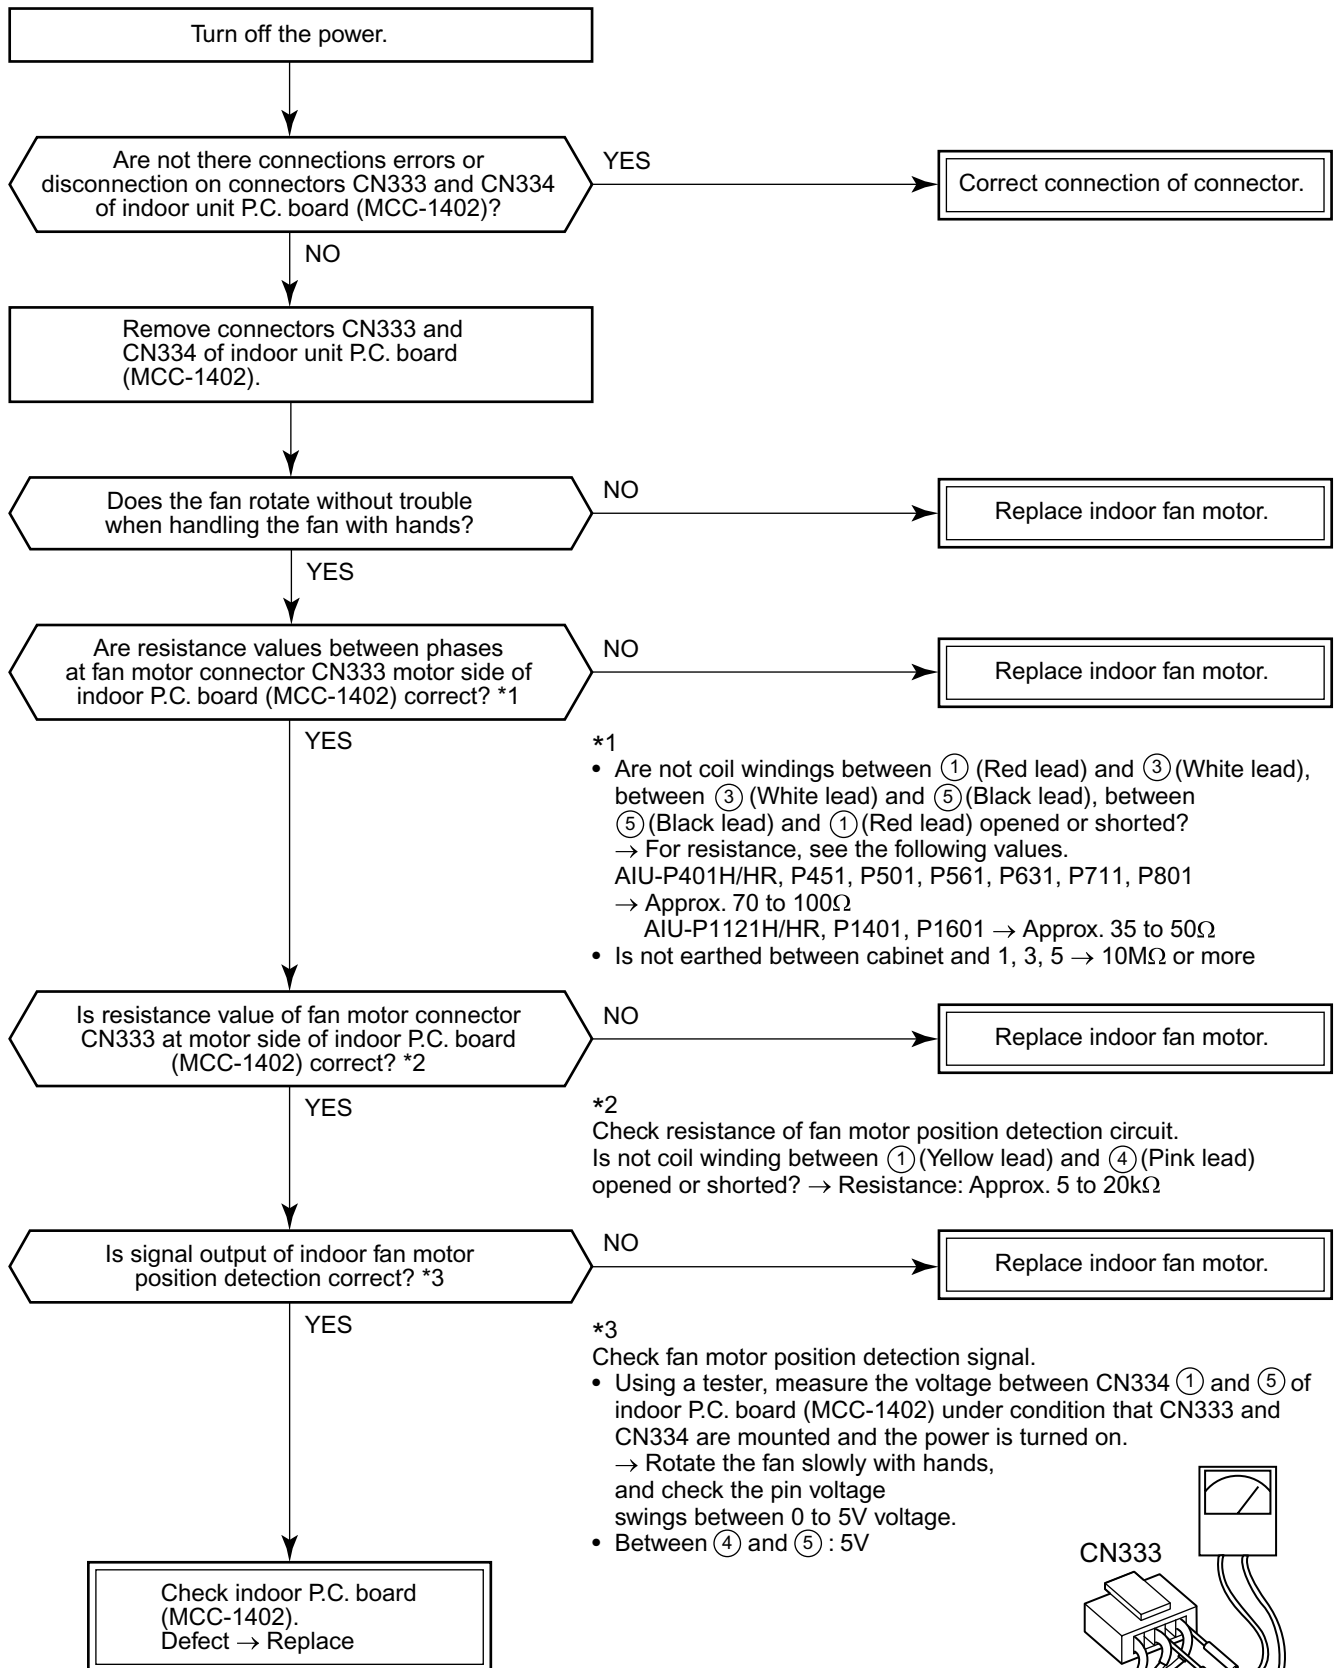 Turn off the power.
Are not there connections errors or
disconnection on connectors CN333 and CN334
of indoor unit P.C. board (MCC-1402)?
YES
Correct connection of connector.
NO
Remove connectors CN333 and
CN334 of indoor unit P.C. board
(MCC-1402).
Does the fan rotate without trouble
when handling the fan with hands?
NO
Replace indoor fan motor.
YES
Are resistance values between phases
at fan motor connector CN333 motor side of
indoor P.C. board (MCC-1402) correct? *1
NO
Replace indoor fan motor.
YES
*1
• Are not coil windings between ① (Red lead) and ③ (White lead),
between ③ (White lead) and ⑤ (Black lead), between
⑤ (Black lead) and ① (Red lead) opened or shorted?
→ For resistance, see the following values.
AIU-P401H/HR, P451, P501, P561, P631, P711, P801
→ Approx. 70 to 100Ω
AIU-P1121H/HR, P1401, P1601 → Approx. 35 to 50Ω
• Is not earthed between cabinet and 1, 3, 5 → 10MΩ or more
Is resistance value of fan motor connector
CN333 at motor side of indoor P.C. board
(MCC-1402) correct? *2
NO
Replace indoor fan motor.
YES
*2
Check resistance of fan motor position detection circuit.
Is not coil winding between ① (Yellow lead) and ④ (Pink lead)
opened or shorted? → Resistance: Approx. 5 to 20kΩ
Is signal output of indoor fan motor
position detection correct? *3
NO
Replace indoor fan motor.
YES
*3
Check fan motor position detection signal.
• Using a tester, measure the voltage between CN334 ① and ⑤ of
indoor P.C. board (MCC-1402) under condition that CN333 and
CN334 are mounted and the power is turned on.
→ Rotate the fan slowly with hands,
and check the pin voltage
swings between 0 to 5V voltage.
• Between ④ and ⑤ : 5V
CN333
Check indoor P.C. board
(MCC-1402).
Defect → Replace